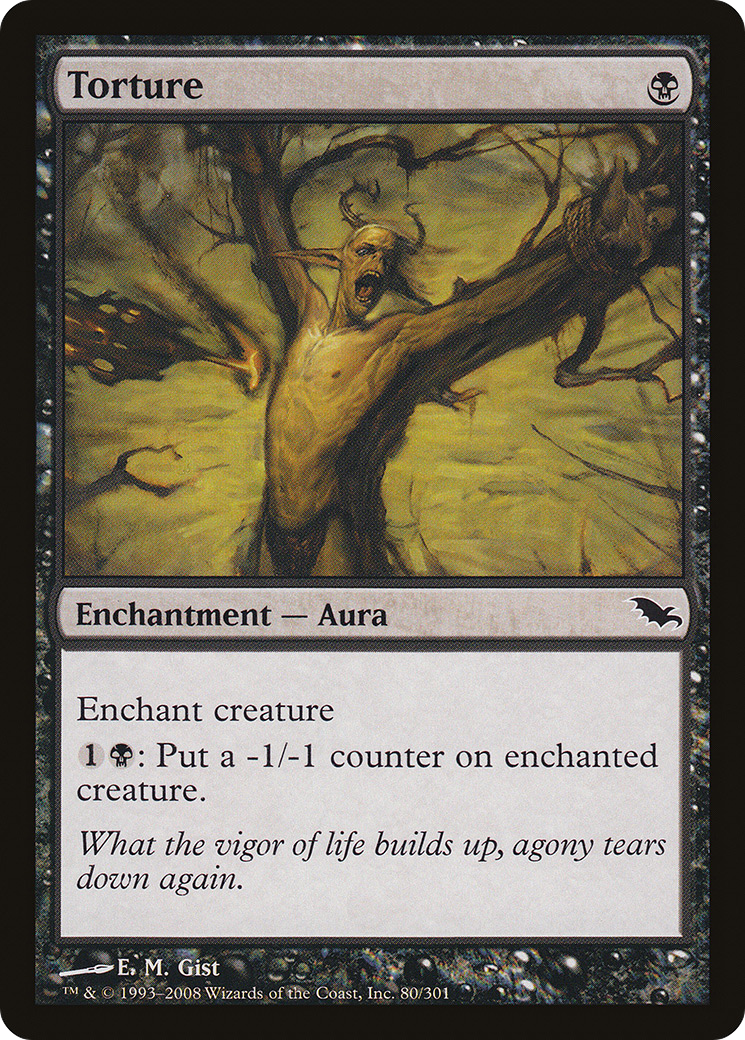 Torture
Enchantment — Aura
Enchant creature
1 : Put a -1/-1 counter on enchanted
creature.
What the vigor of life builds up, agony tears
down again.
E. M. Gist
™ & © 1993–2008 Wizards of the Coast, Inc. 80/301